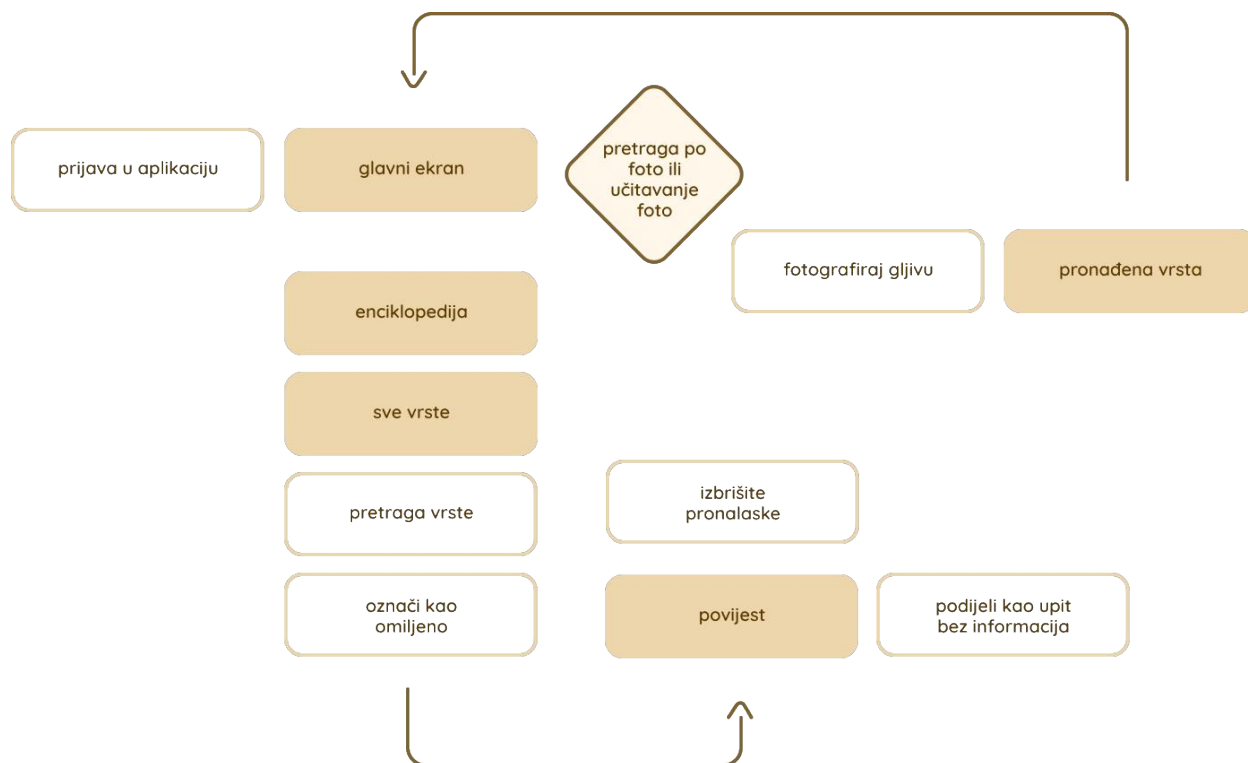 prijava u aplikaciju
glavni ekran
pretraga po
foto ili
učitavanje
foto
fotografiraj gljivu
pronađena vrsta
enciklopedija
sve vrste
pretraga vrste
izbrišite
pronalaske
označi kao
omiljeno
povijest
podijeli kao upit
bez informacija